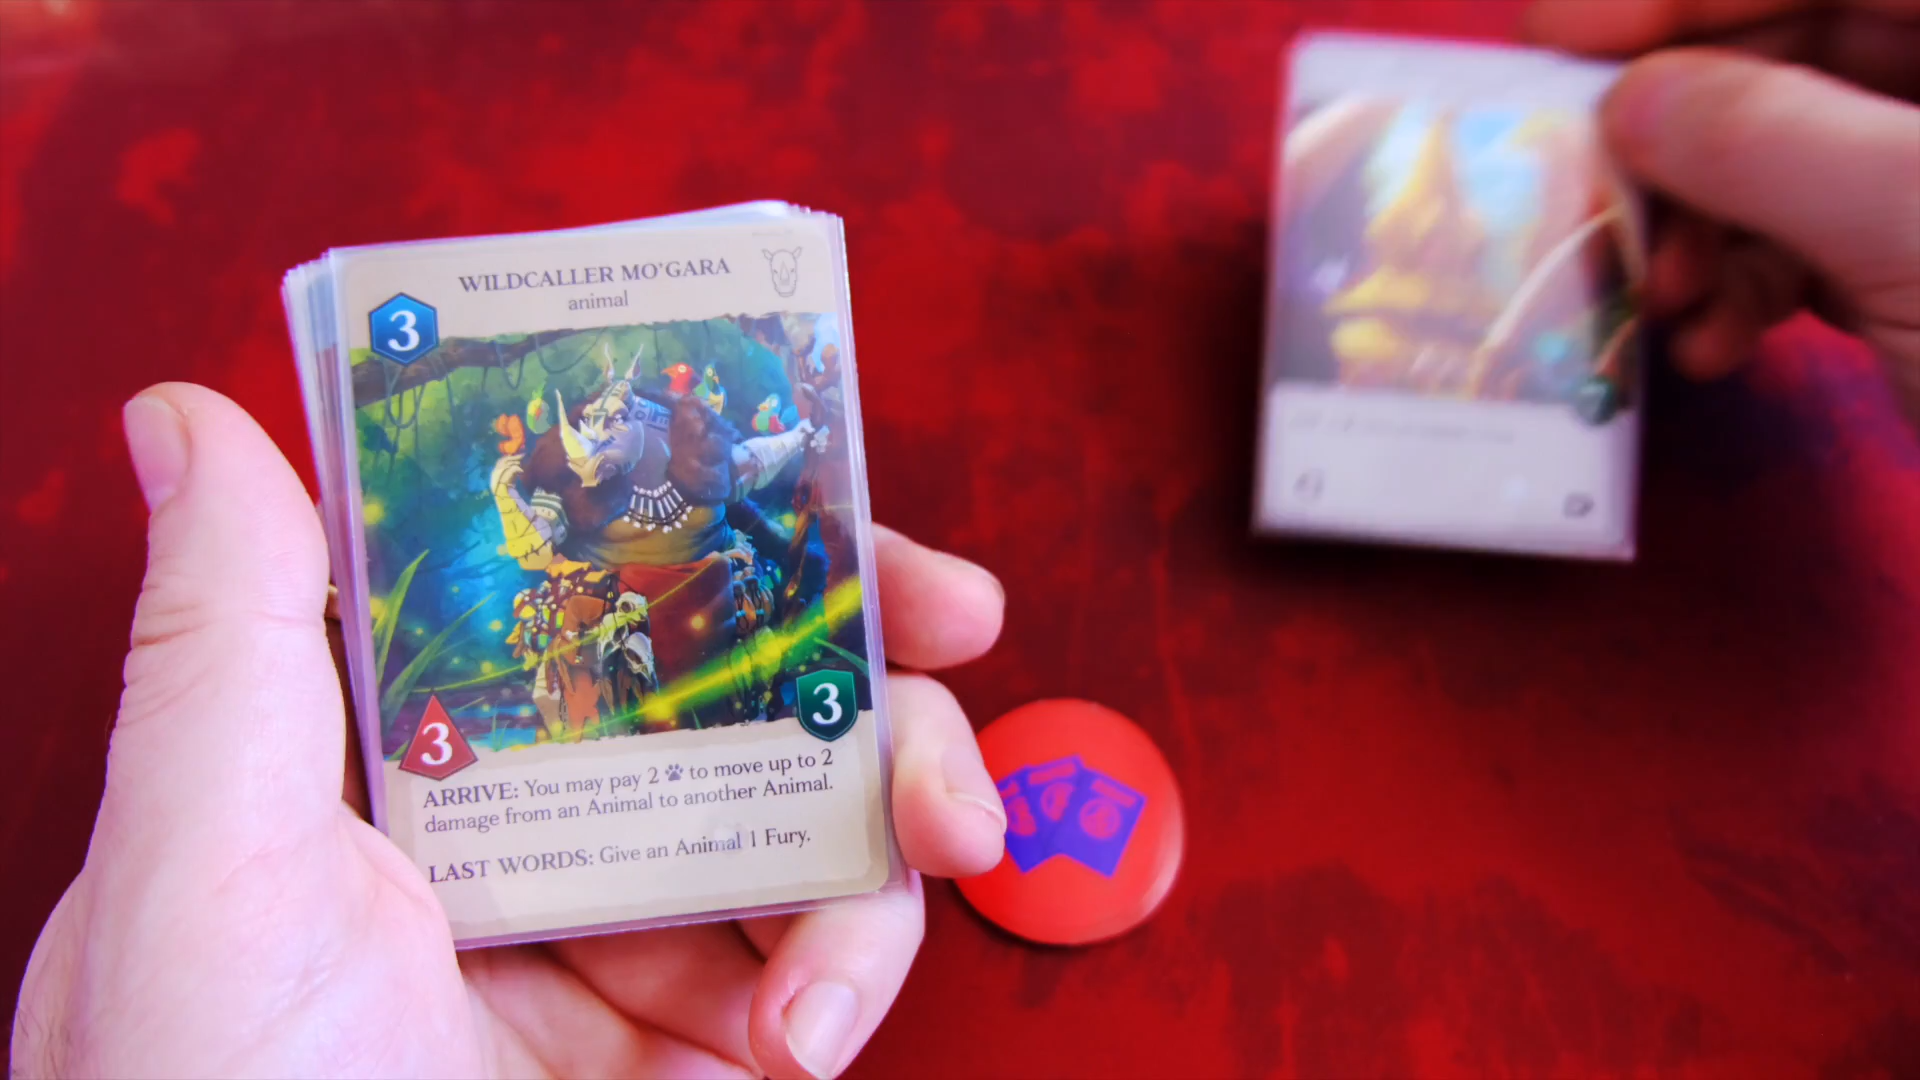 WILDCALLER MO'GARA
animal
3
3
3
ARRIVE: You may pay 2 to move up to 2
damage from an Animal to another Animal.
LAST WORDS: Give an Animal 1 Fury.